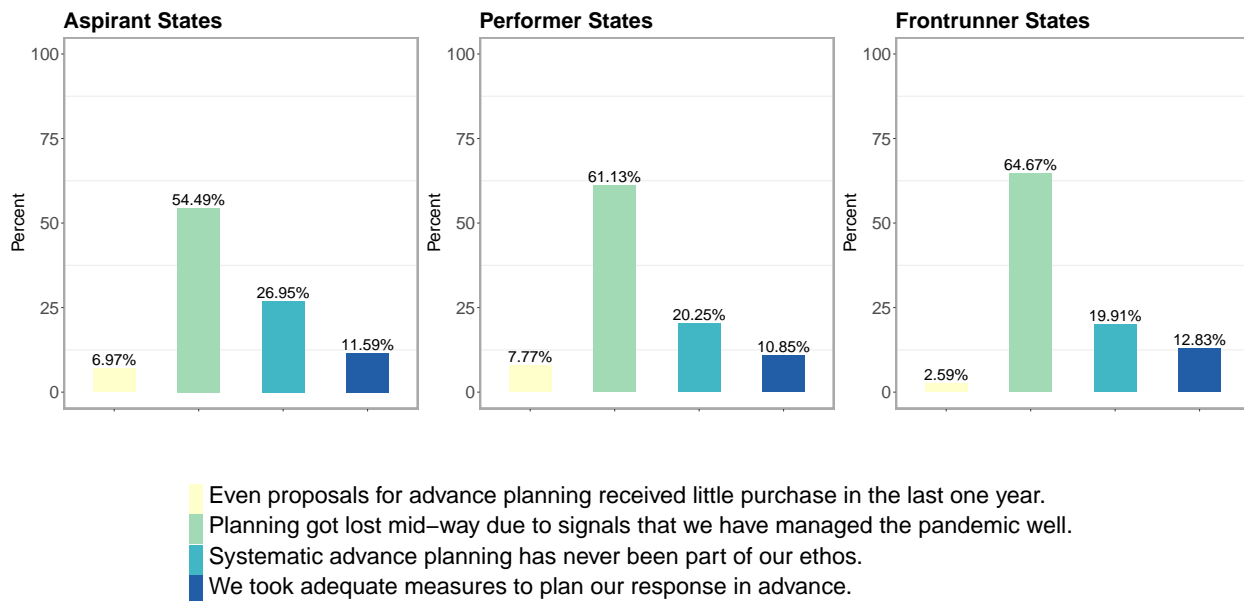 Aspirant States
Performer States
Frontrunner States
100
75
50
25
0
Percent
6.97%
54.49%
26.95%
11.59%
100
75
50
25
0
Percent
7.77%
61.13%
20.25%
10.85%
100
75
50
25
0
Percent
2.59%
64.67%
19.91%
12.83%
Even proposals for advance planning received little purchase in the last one year.
Planning got lost mid−way due to signals that we have managed the pandemic well.
Systematic advance planning has never been part of our ethos.
We took adequate measures to plan our response in advance.